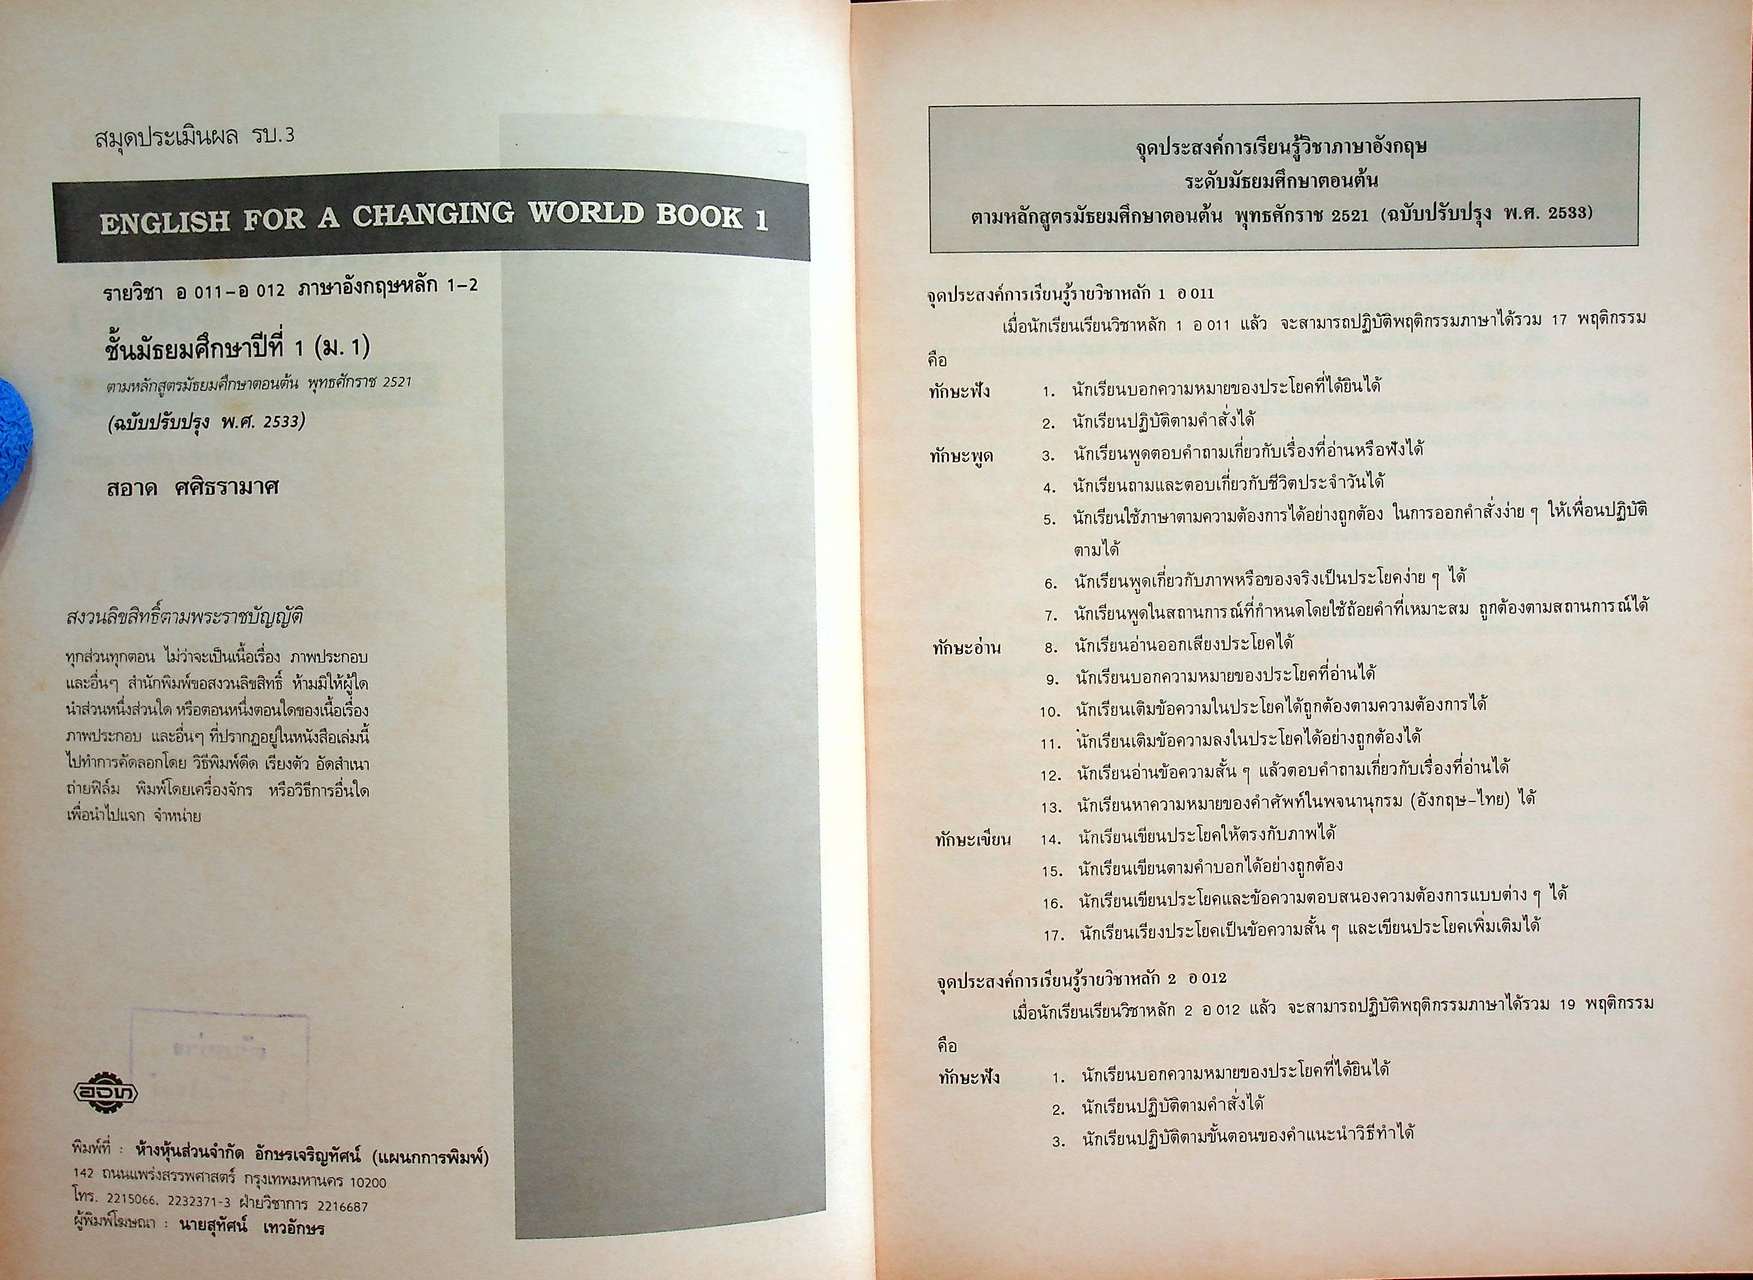 สมุดประเมินผล รบ.3
ENGLISH FOR A CHANGING WORLD BOOK 1
รายวิชา อ 011–อ 012 ภาษาอังกฤษหลัก 1–2
ชั้นมัธยมศึกษาปีที่ 1 (ม.1)
ตามหลักสูตรมัธยมศึกษาตอนต้น พุทธศักราช 2521
(ฉบับปรับปรุง พ.ศ. 2533)
สอาด ศศิธรามาศ
สงวนลิขสิทธิ์ตามพระราชบัญญัติ
ทุกส่วนทุกตอน ไม่ว่าจะเป็นเนื้อเรื่อง ภาพประกอบ
และอื่นๆ สำนักพิมพ์ขอสงวนลิขสิทธิ์ ห้ามมิให้ผู้ใด
นำส่วนหนึ่งส่วนใด หรือตอนหนึ่งตอนใดของเนื้อเรื่อง
ภาพประกอบ และอื่นๆ ที่ปรากฏอยู่ในหนังสือเล่มนี้
ไปทำการคัดลอกโดย วิธีพิมพ์ดีด เรียงตัว อัดสำเนา
ถ่ายฟิล์ม พิมพ์โดยเครื่องจักร หรือวิธีการอื่นใด
เพื่อนำไปแจก จำหน่าย
อจท
พิมพ์ที่ : ห้างหุ้นส่วนจำกัด อักษรเจริญทัศน์ (แผนกการพิมพ์)
142 ถนนแพร่งสรรพศาสตร์ กรุงเทพมหานคร 10200
โทร. 2215066, 2232371-3 ฝ่ายวิชาการ 2216687
ผู้พิมพ์โฆษณา : นายสุทัศน์ เทวอักษร
จุดประสงค์การเรียนรู้วิชาภาษาอังกฤษ
ระดับมัธยมศึกษาตอนต้น
ตามหลักสูตรมัธยมศึกษาตอนต้น พุทธศักราช 2521 (ฉบับปรับปรุง พ.ศ. 2533)
จุดประสงค์การเรียนรู้รายวิชาหลัก 1 อ 011
เมื่อนักเรียนเรียนวิชาหลัก 1 อ 011 แล้ว จะสามารถปฏิบัติพฤติกรรมภาษาได้รวม 17 พฤติกรรม
คือ
ทักษะฟัง 1. นักเรียนบอกความหมายของประโยคที่ได้ยินได้
2. นักเรียนปฏิบัติตามคำสั่งได้
ทักษะพูด 3. นักเรียนพูดตอบคำถามเกี่ยวกับเรื่องที่อ่านหรือฟังได้
4. นักเรียนถามและตอบเกี่ยวกับชีวิตประจำวันได้
5. นักเรียนใช้ภาษาตามความต้องการได้อย่างถูกต้อง ในการออกคำสั่งง่าย ๆ ให้เพื่อนปฏิบัติ
ตามได้
6. นักเรียนพูดเกี่ยวกับภาพหรือของจริงเป็นประโยคง่าย ๆ ได้
7. นักเรียนพูดในสถานการณ์ที่กำหนดโดยใช้ถ้อยคำที่เหมาะสม ถูกต้องตามสถานการณ์ได้
ทักษะอ่าน 8. นักเรียนอ่านออกเสียงประโยคได้
9. นักเรียนบอกความหมายของประโยคที่อ่านได้
10. นักเรียนเติมข้อความในประโยคได้ถูกต้องตามความต้องการได้
11. นักเรียนเติมข้อความลงในประโยคได้อย่างถูกต้องได้
12. นักเรียนอ่านข้อความสั้น ๆ แล้วตอบคำถามเกี่ยวกับเรื่องที่อ่านได้
13. นักเรียนหาความหมายของคำศัพท์ในพจนานุกรม (อังกฤษ–ไทย) ได้
ทักษะเขียน 14. นักเรียนเขียนประโยคให้ตรงกับภาพได้
15. นักเรียนเขียนตามคำบอกได้อย่างถูกต้อง
16. นักเรียนเขียนประโยคและข้อความตอบสนองความต้องการแบบต่าง ๆ ได้
17. นักเรียนเรียงประโยคเป็นข้อความสั้น ๆ และเขียนประโยคเพิ่มเติมได้
จุดประสงค์การเรียนรู้รายวิชาหลัก 2 อ 012
เมื่อนักเรียนเรียนวิชาหลัก 2 อ 012 แล้ว จะสามารถปฏิบัติพฤติกรรมภาษาได้รวม 19 พฤติกรรม
คือ
ทักษะฟัง 1. นักเรียนบอกความหมายของประโยคที่ได้ยินได้
2. นักเรียนปฏิบัติตามคำสั่งได้
3. นักเรียนปฏิบัติตามขั้นตอนของคำแนะนำวิธีทำได้